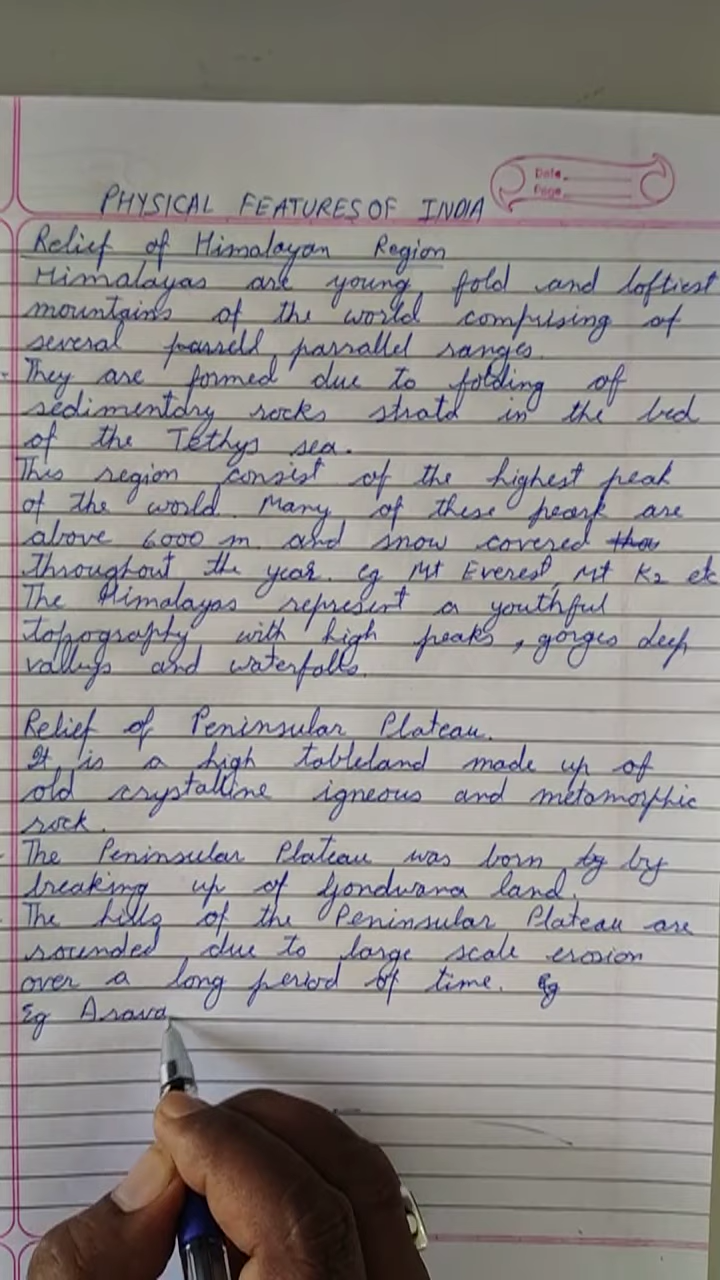 Date
Page
PHYSICAL FEATURES OF INDIA
Relief of Himalayan Region
Himalayas are young fold and loftiest
mountains of the world comprising of
several parrallel ranges.
They are formed due to folding of
sedimentary rocks strata in the bed
of the Tethys sea.
This region consist of the highest peak
of the world. Many of these peark are
above 6000 m and snow covered
throughout the year. eg Mt Everest, Mt K2 etc
The Himalayas represent a youthful
topography with high peaks, gorges deep
valleys and waterfalls.
Relief of Peninsular Plateau.
It is a high tableland made up of
old crystalline igneous and metamorphic
rock.
The Peninsular Plateau was born by
breaking up of Gondwana land.
The hills of the Peninsular Plateau are
rounded due to large scale erosion
over a long period of time. Eg
Eg Arava